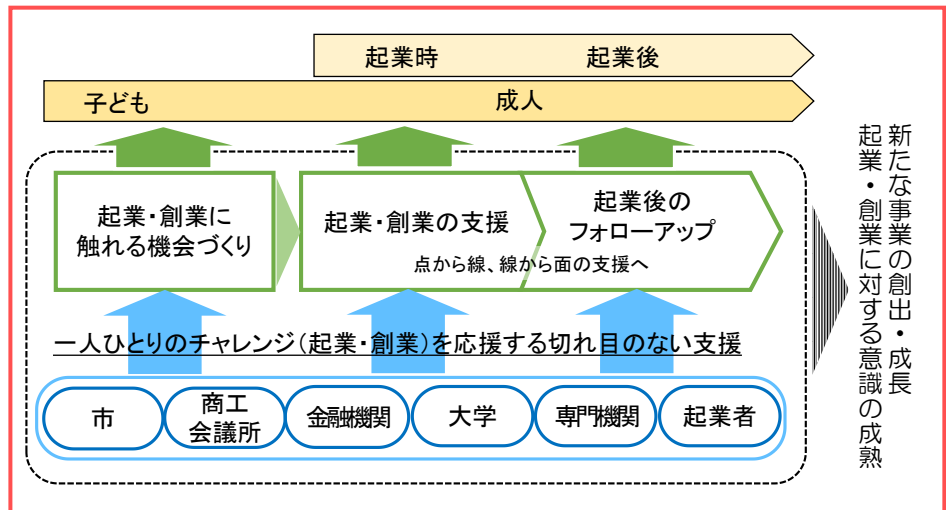 起業時
起業後
子ども
成人
起業・創業に
触れる機会づくり
起業・創業の支援
起業後の
フォローアップ
点から線、線から面の支援へ
一人ひとりのチャレンジ（起業・創業）を応援する切れ目のない支援
市
商工
会議所
金融機関
大学
専門機関
起業者
新たな事業の創出・成長
起業・創業に対する意識の成熟